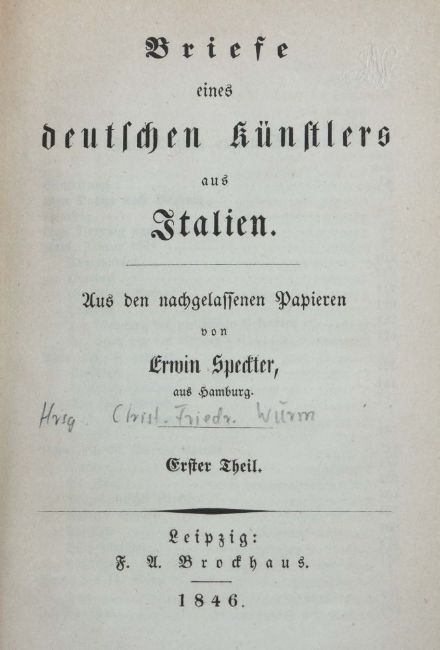 Briefe
eines
deutschen Künstlers
aus
Italien.
Aus den nachgelassenen Papieren
von
Erwin Speckter,
aus Hamburg.
Hrsg Christ. Friedr. Wurm
Erster Theil.
Leipzig:
F. A. Brockhaus.
1846.